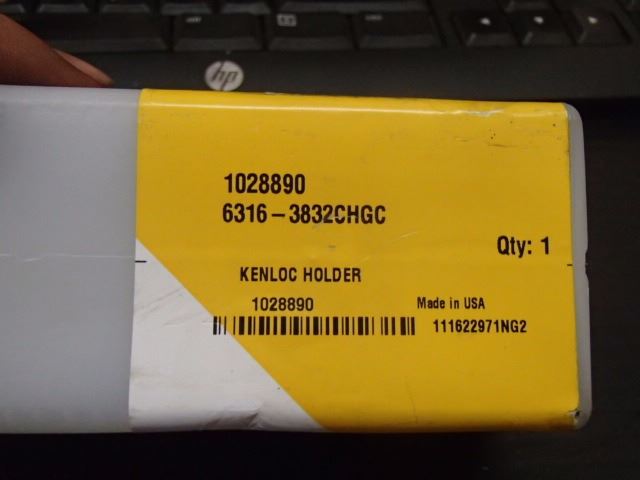 hp
1028890
6316-3832CHGC
Qty: 1
KENLOC HOLDER
1028890
Made in USA
111622971NG2